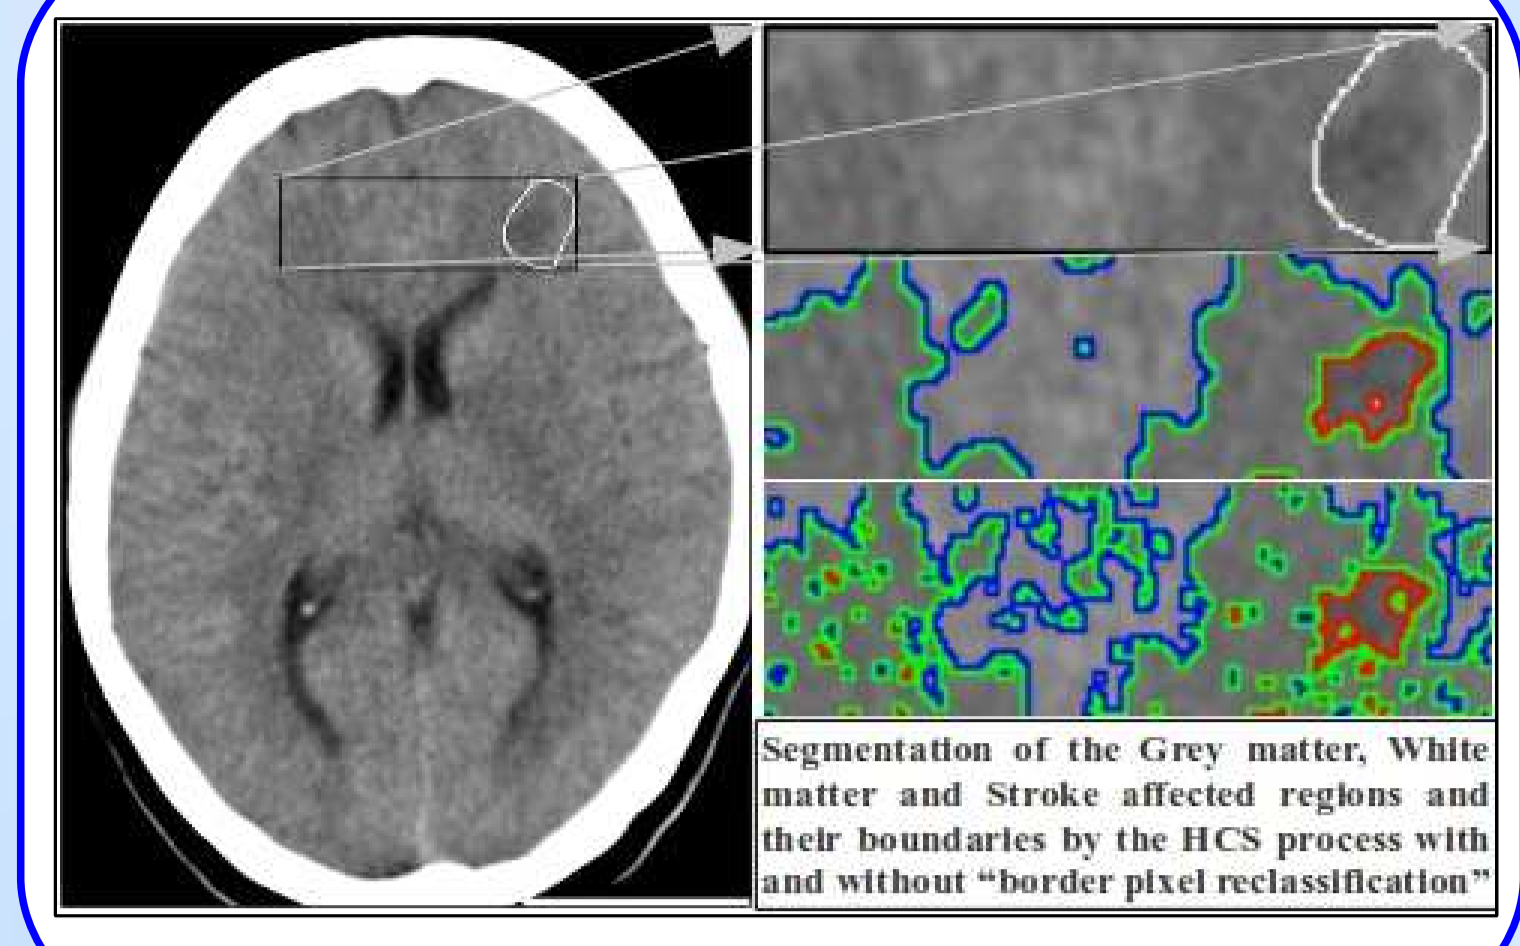 Segmentation of the Grey matter, White
matter and Stroke affected regions and
their boundaries by the HCS process with
and without “border pixel reclassification”